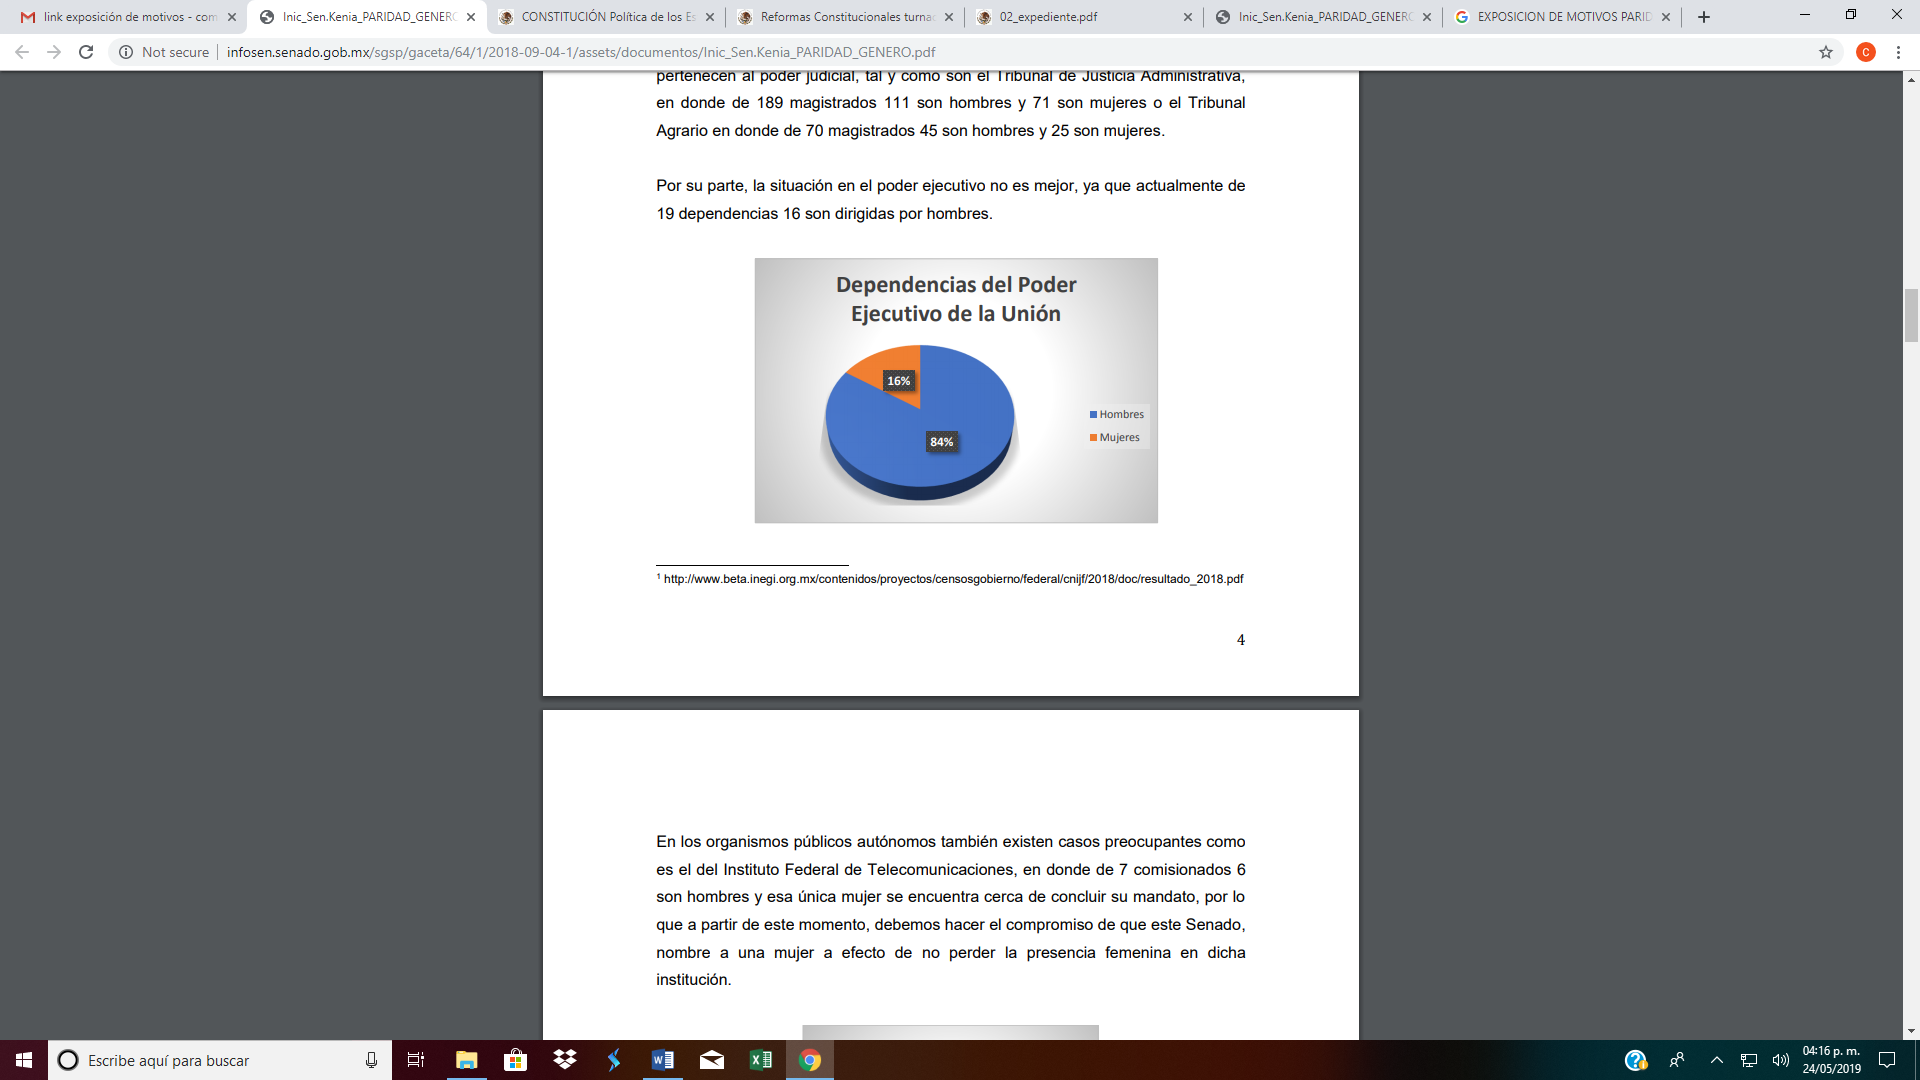 link exposición de motivos - com
Inic_Sen.Kenia_PARIDAD_GENERO
CONSTITUCIÓN Política de los Es
Reformas Constitucionales turnad
02_expediente.pdf
Inic_Sen.Kenia_PARIDAD_GENERO
EXPOSICION DE MOTIVOS PARID
Not secure
infosen.senado.gob.mx/sgsp/gaceta/64/1/2018-09-04-1/assets/documentos/Inic_Sen.Kenia_PARIDAD_GENERO.pdf
C
pertenecen al poder judicial, tal y como son el Tribunal de Justicia Administrativa,
en donde de 189 magistrados 111 son hombres y 71 son mujeres o el Tribunal
Agrario en donde de 70 magistrados 45 son hombres y 25 son mujeres.
Por su parte, la situación en el poder ejecutivo no es mejor, ya que actualmente de
19 dependencias 16 son dirigidas por hombres.
Dependencias del Poder
Ejecutivo de la Unión
16%
84%
Hombres
Mujeres
1 http://www.beta.inegi.org.mx/contenidos/proyectos/censosgobierno/federal/cnijf/2018/doc/resultado_2018.pdf
4
En los organismos públicos autónomos también existen casos preocupantes como
es el del Instituto Federal de Telecomunicaciones, en donde de 7 comisionados 6
son hombres y esa única mujer se encuentra cerca de concluir su mandato, por lo
que a partir de este momento, debemos hacer el compromiso de que este Senado,
nombre a una mujer a efecto de no perder la presencia femenina en dicha
institución.
Escribe aquí para buscar
04:16 p. m.
24/05/2019